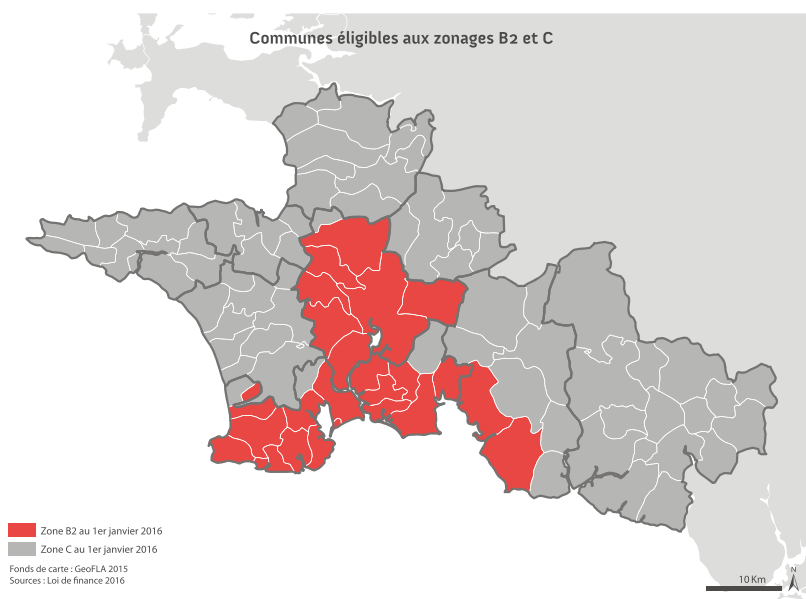 Communes éligibles aux zonages B2 et C
Zone B2 au 1er janvier 2016
Zone C au 1er janvier 2016
Fonds de carte : GeoFLA 2015
Sources : Loi de finance 2016
10 Km
N